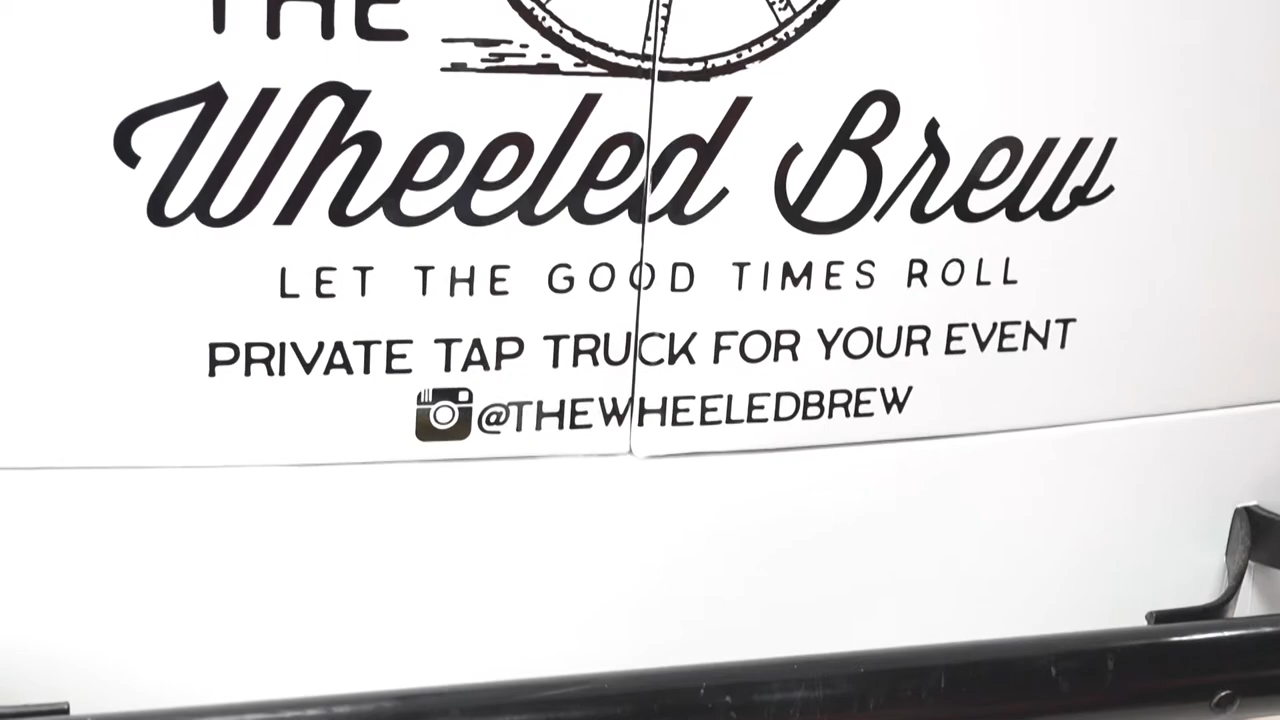 THE
Wheeled Brew
LET THE GOOD TIMES ROLL
PRIVATE TAP TRUCK FOR YOUR EVENT
@THEWHEELEDBREW